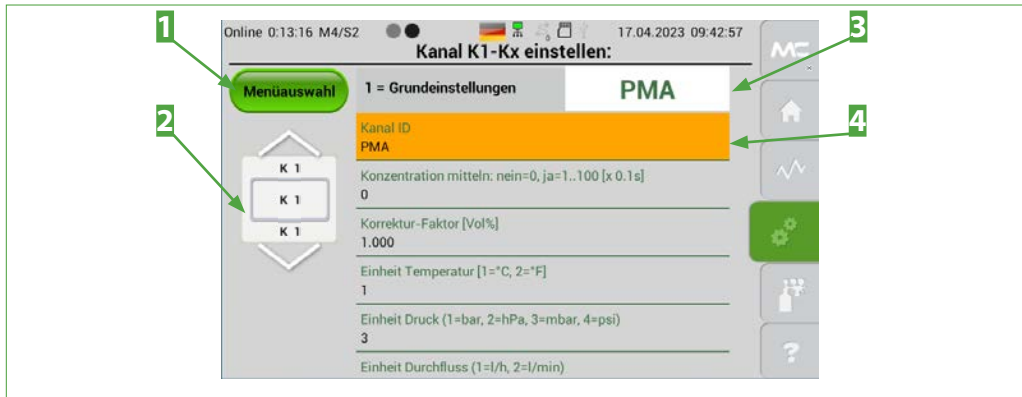 1
2
3
4
Online 0:13:16 M4/S2
17.04.2023 09:42:57
Kanal K1-Kx einstellen:
MC
Menüauswahl
1 = Grundeinstellungen
PMA
Kanal ID
PMA
K 1
K 1
K 1
Konzentration mitteln: nein=0, ja=1..100 [x 0.1s]
0
Korrektur-Faktor [Vol%]
1.000
Einheit Temperatur [1=°C, 2=°F]
1
Einheit Druck (1=bar, 2=hPa, 3=mbar, 4=psi)
3
Einheit Durchfluss (1=l/h, 2=l/min)
?